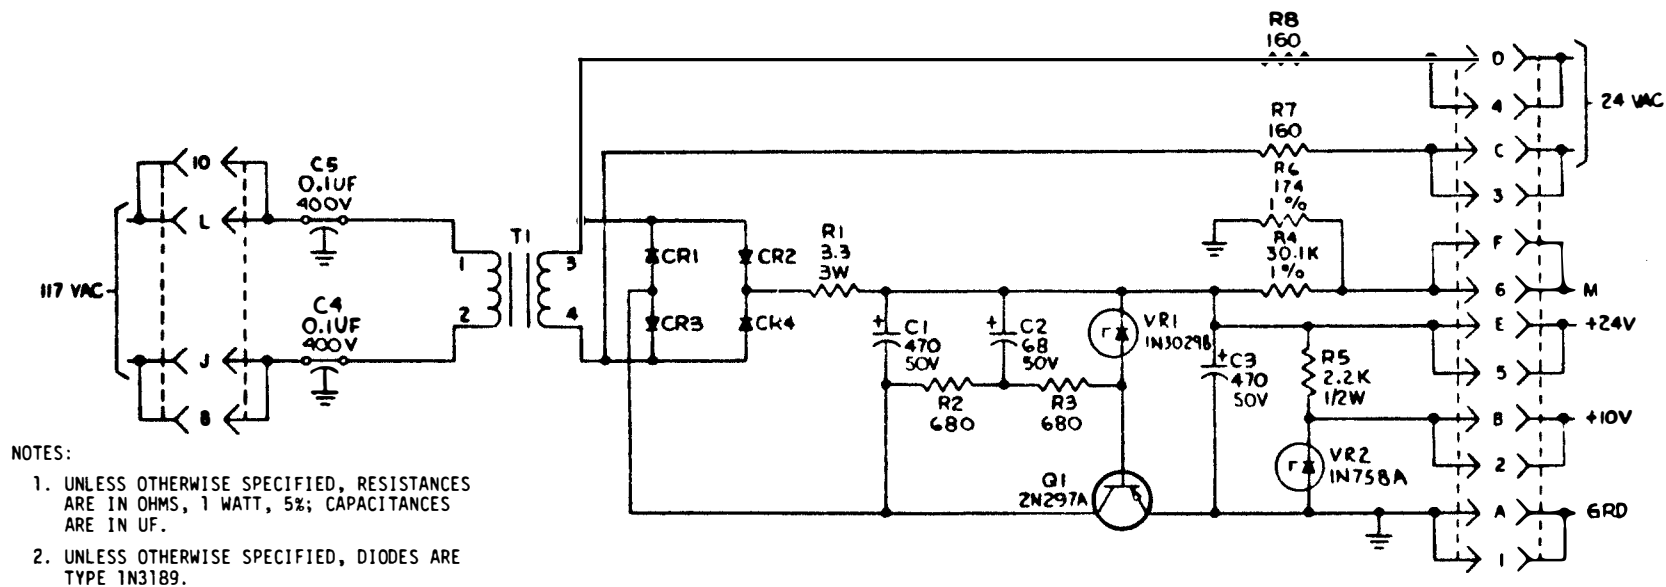 R8
160
D
4
24 VAC
R7
160
C
3
R6
174
1%
R4
30.1K
1%
F
6
M
10
L
C5
0.1UF
400V
117 VAC
C4
0.1UF
400V
J
8
T1
1
2
3
4
CR1
CR2
CR3
CR4
R1
3.3
3W
+
C1
470
50V
+
C2
68
50V
VR1
1N3029B
+
C3
470
50V
R2
680
R3
680
R5
2.2K
1/2W
E
5
+24V
B
2
+10V
VR2
1N758A
Q1
2N297A
A
1
GRD
NOTES:
1. UNLESS OTHERWISE SPECIFIED, RESISTANCES
ARE IN OHMS, 1 WATT, 5%; CAPACITANCES
ARE IN UF.
2. UNLESS OTHERWISE SPECIFIED, DIODES ARE
TYPE 1N3189.